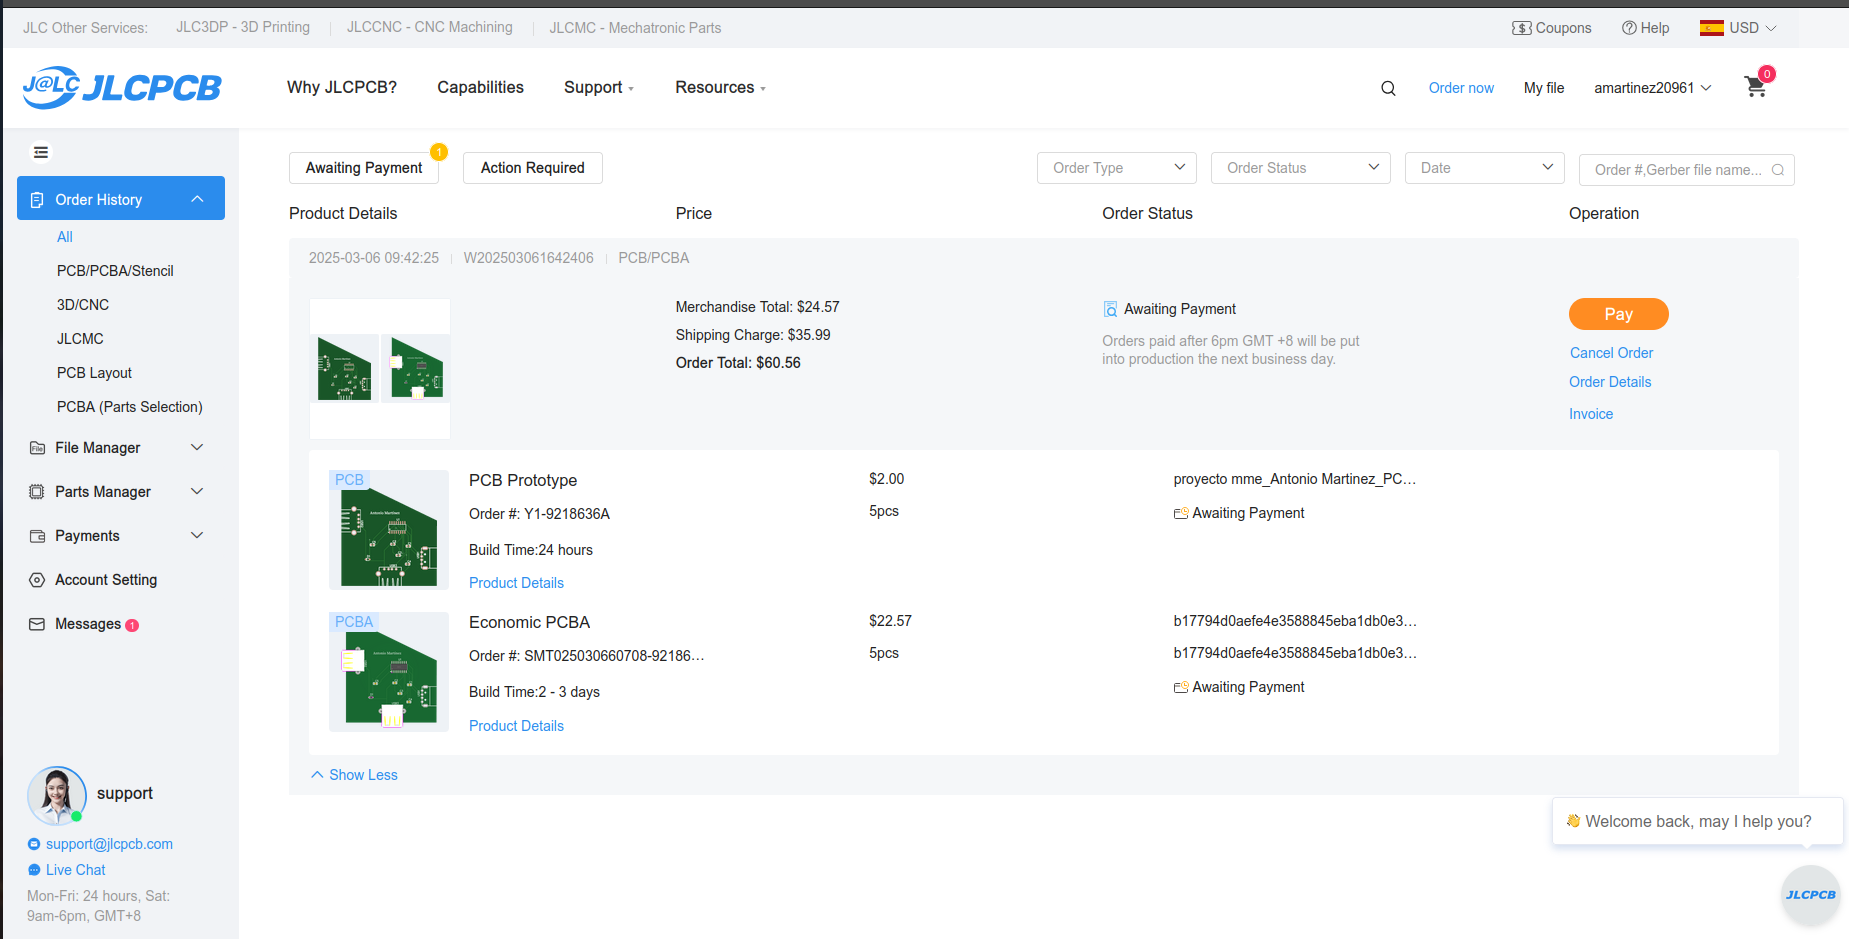 JLC Other Services:
JLC3DP - 3D Printing
JLCCNC - CNC Machining
JLCMC - Mechatronic Parts
Coupons
Help
USD
J@LC JLCPCB
Why JLCPCB?
Capabilities
Support
Resources
Order now
My file
amartinez20961
0
Order History
All
PCB/PCBA/Stencil
3D/CNC
JLCMC
PCB Layout
PCBA (Parts Selection)
File Manager
Parts Manager
Payments
Account Setting
Messages 1
support
support@jlcpcb.com
Live Chat
Mon-Fri: 24 hours, Sat:
9am-6pm, GMT+8
Awaiting Payment 1
Action Required
Order Type
Order Status
Date
Order #,Gerber file name...
Product Details
Price
Order Status
Operation
2025-03-06 09:42:25
W202503061642406
PCB/PCBA
Merchandise Total: $24.57
Shipping Charge: $35.99
Order Total: $60.56
Awaiting Payment
Orders paid after 6pm GMT +8 will be put
into production the next business day.
Pay
Cancel Order
Order Details
Invoice
PCB
Antonio Martinez
PCB Prototype
Order #: Y1-9218636A
Build Time:24 hours
Product Details
$2.00
5pcs
proyecto mme_Antonio Martinez_PC...
Awaiting Payment
PCBA
Antonio Martinez
Economic PCBA
Order #: SMT025030660708-92186...
Build Time:2 - 3 days
Product Details
$22.57
5pcs
b17794d0aefe4e3588845eba1db0e3...
b17794d0aefe4e3588845eba1db0e3...
Awaiting Payment
Show Less
👋 Welcome back, may I help you?
JLCPCB